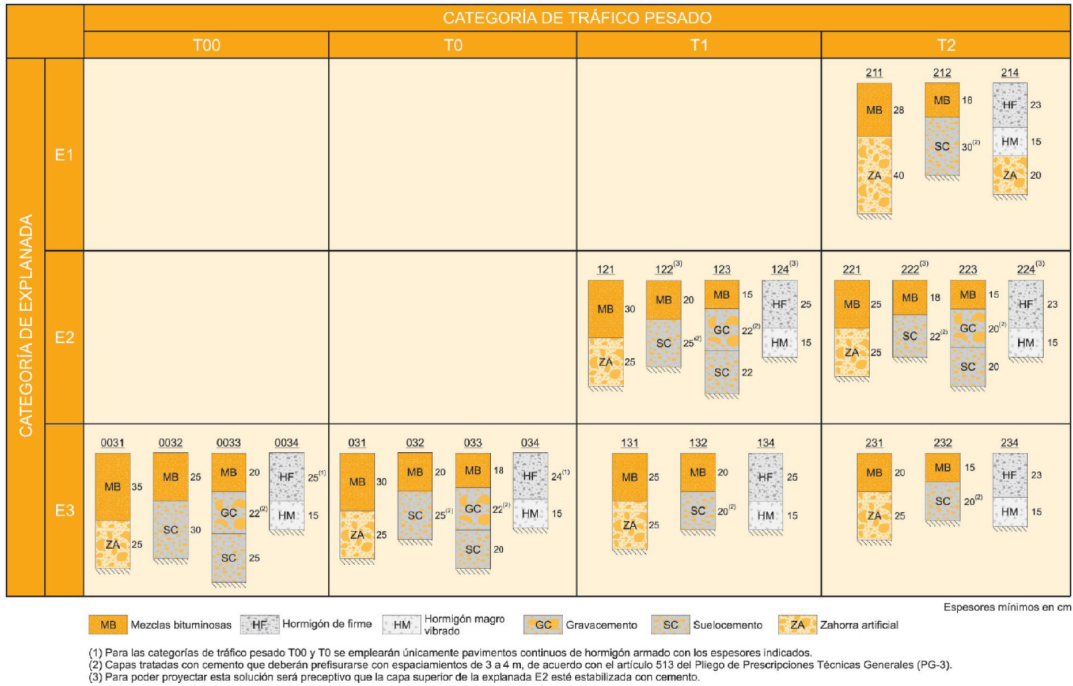 CATEGORÍA DE TRÁFICO PESADO
T00 T0 T1 T2
CATEGORÍA DE EXPLANADA
E1
211 212 214
MB 28 MB 18 HF 23
SC 30(2) HM 15
ZA 40 ZA 20
E2
121 122(3) 123 124(3) 221 222(3) 223 224(3)
MB 30 MB 20 MB 15 HF 25 MB 25 MB 18 MB 15 HF 23
ZA 25 SC 25(2) GC 22(2) HM 15 ZA 25 SC 22(2) GC 20(2) HM 15
SC 22 SC 20
E3
0031 0032 0033 0034 031 032 033 034 131 132 134 231 232 234
MB 35 MB 25 MB 20 HF 25(1) MB 30 MB 20 MB 18 HF 24(1) MB 25 MB 20 HF 25 MB 20 MB 15 HF 23
ZA 25 SC 30 GC 22(2) HM 15 ZA 25 SC 25(2) GC 22(2) HM 15 ZA 25 SC 20(2) HM 15 ZA 25 SC 20(2) HM 15
SC 25 SC 20
Espesores mínimos en cm
MB Mezclas bituminosas HF Hormigón de firme HM Hormigón magro vibrado GC Gravacemento SC Suelocemento ZA Zahorra artificial
(1) Para las categorías de tráfico pesado T00 y T0 se emplearán únicamente pavimentos continuos de hormigón armado con los espesores indicados.
(2) Capas tratadas con cemento que deberán prefisurarse con espaciamientos de 3 a 4 m, de acuerdo con el artículo 513 del Pliego de Prescripciones Técnicas Generales (PG-3).
(3) Para poder proyectar esta solución será preceptivo que la capa superior de la explanada E2 esté estabilizada con cemento.